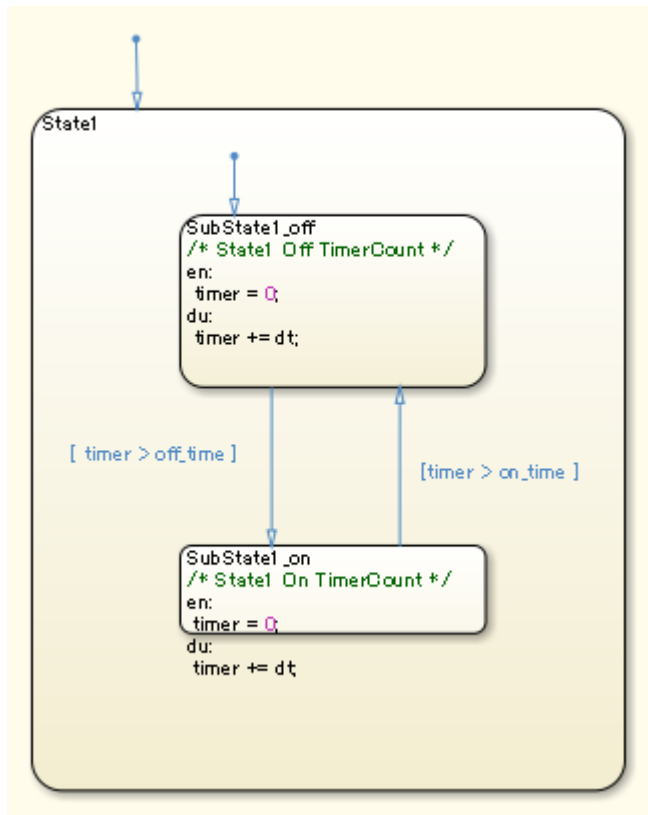 State1
SubState1_off
/* State1 Off TimerCount */
en:
timer = 0;
du:
timer += dt;
[ timer > off_time ]
[timer > on_time ]
SubState1_on
/* State1 On TimerCount */
en:
timer = 0;
du:
timer += dt;